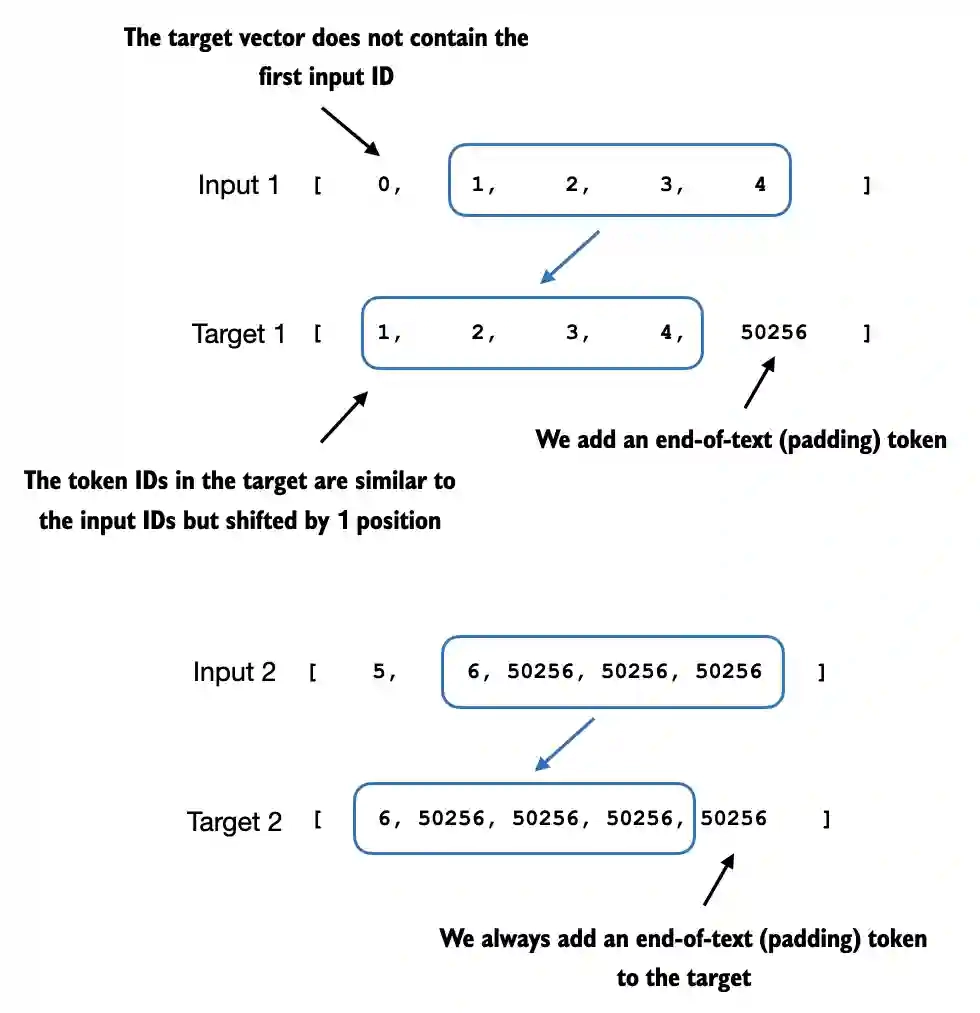 The target vector does not contain the
first input ID
Input 1 [ 0, 1, 2, 3, 4 ]
Target 1 [ 1, 2, 3, 4, 50256 ]
We add an end-of-text (padding) token
The token IDs in the target are similar to
the input IDs but shifted by 1 position
Input 2 [ 5, 6, 50256, 50256, 50256 ]
Target 2 [ 6, 50256, 50256, 50256, 50256 ]
We always add an end-of-text (padding) token
to the target